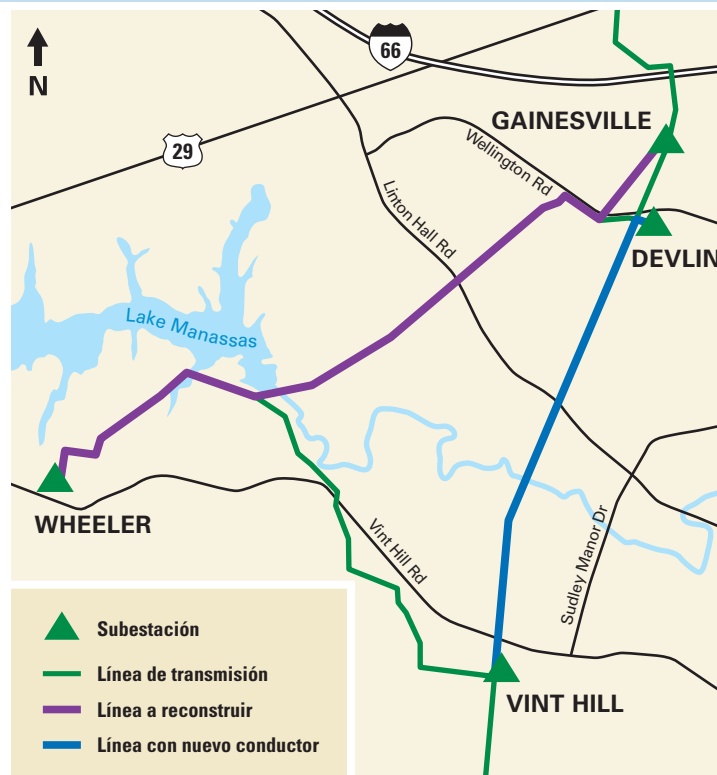 N
66
29
GAINESVILLE
Wellington Rd
Linton Hall Rd
DEVLIN
Lake Manassas
WHEELER
Vint Hill Rd
Sudley Manor Dr
VINT HILL
Subestación
Línea de transmisión
Línea a reconstruir
Línea con nuevo conductor